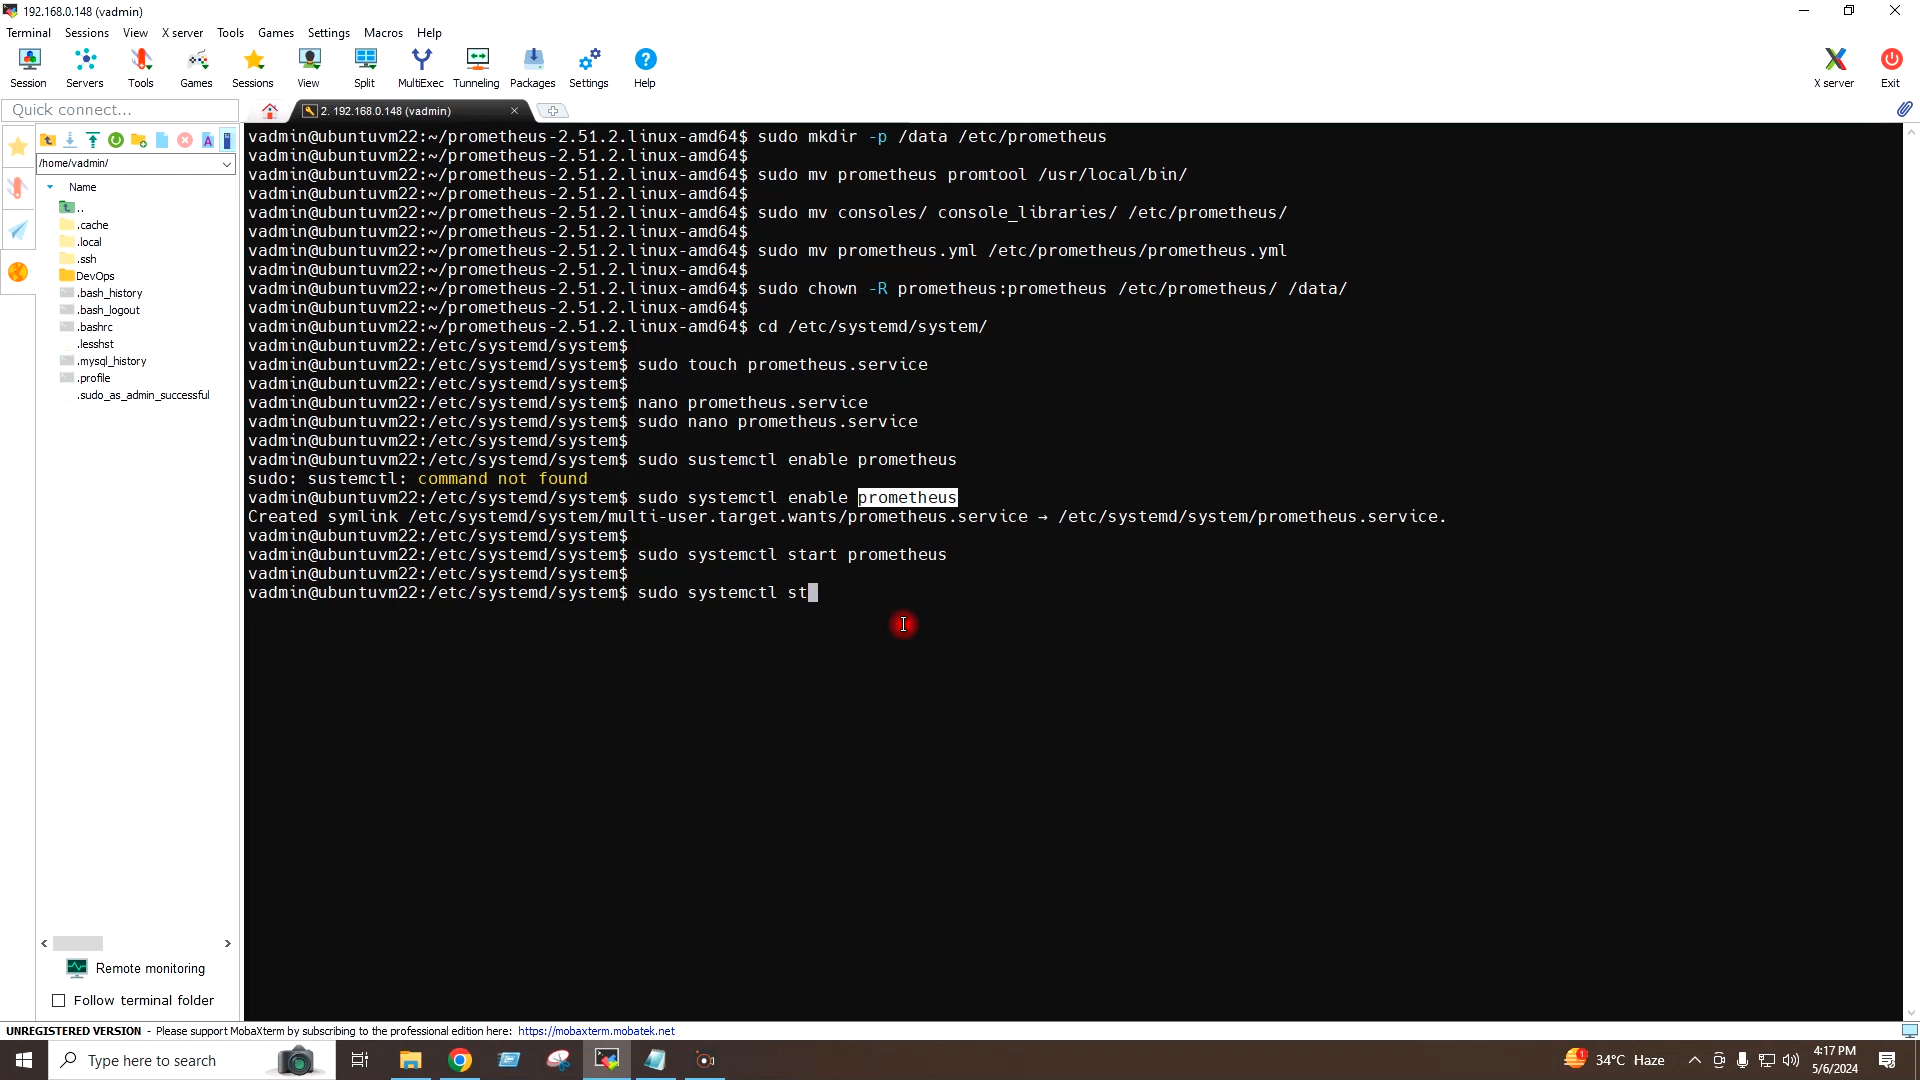 192.168.0.148 (vadmin)
Terminal Sessions View X server Tools Games Settings Macros Help
Session Servers Tools Games Sessions View Split MultiExec Tunneling Packages Settings Help X server Exit
Quick connect...
2. 192.168.0.148 (vadmin)
/home/vadmin/
Name
..
.cache
.local
.ssh
DevOps
.bash_history
.bash_logout
.bashrc
.lesshst
.mysql_history
.profile
.sudo_as_admin_successful
Remote monitoring
Follow terminal folder
vadmin@ubuntuvm22:~/prometheus-2.51.2.linux-amd64$ sudo mkdir -p /data /etc/prometheus
vadmin@ubuntuvm22:~/prometheus-2.51.2.linux-amd64$
vadmin@ubuntuvm22:~/prometheus-2.51.2.linux-amd64$ sudo mv prometheus promtool /usr/local/bin/
vadmin@ubuntuvm22:~/prometheus-2.51.2.linux-amd64$
vadmin@ubuntuvm22:~/prometheus-2.51.2.linux-amd64$ sudo mv consoles/ console_libraries/ /etc/prometheus/
vadmin@ubuntuvm22:~/prometheus-2.51.2.linux-amd64$
vadmin@ubuntuvm22:~/prometheus-2.51.2.linux-amd64$ sudo mv prometheus.yml /etc/prometheus/prometheus.yml
vadmin@ubuntuvm22:~/prometheus-2.51.2.linux-amd64$
vadmin@ubuntuvm22:~/prometheus-2.51.2.linux-amd64$ sudo chown -R prometheus:prometheus /etc/prometheus/ /data/
vadmin@ubuntuvm22:~/prometheus-2.51.2.linux-amd64$
vadmin@ubuntuvm22:~/prometheus-2.51.2.linux-amd64$ cd /etc/systemd/system/
vadmin@ubuntuvm22:/etc/systemd/system$
vadmin@ubuntuvm22:/etc/systemd/system$ sudo touch prometheus.service
vadmin@ubuntuvm22:/etc/systemd/system$
vadmin@ubuntuvm22:/etc/systemd/system$ nano prometheus.service
vadmin@ubuntuvm22:/etc/systemd/system$ sudo nano prometheus.service
vadmin@ubuntuvm22:/etc/systemd/system$
vadmin@ubuntuvm22:/etc/systemd/system$ sudo sustemctl enable prometheus
sudo: sustemctl: command not found
vadmin@ubuntuvm22:/etc/systemd/system$ sudo systemctl enable prometheus
Created symlink /etc/systemd/system/multi-user.target.wants/prometheus.service → /etc/systemd/system/prometheus.service.
vadmin@ubuntuvm22:/etc/systemd/system$
vadmin@ubuntuvm22:/etc/systemd/system$ sudo systemctl start prometheus
vadmin@ubuntuvm22:/etc/systemd/system$
vadmin@ubuntuvm22:/etc/systemd/system$ sudo systemctl st
UNREGISTERED VERSION - Please support MobaXterm by subscribing to the professional edition here: https://mobaxterm.mobatek.net
Type here to search
1
34°C Haze
4:17 PM
5/6/2024